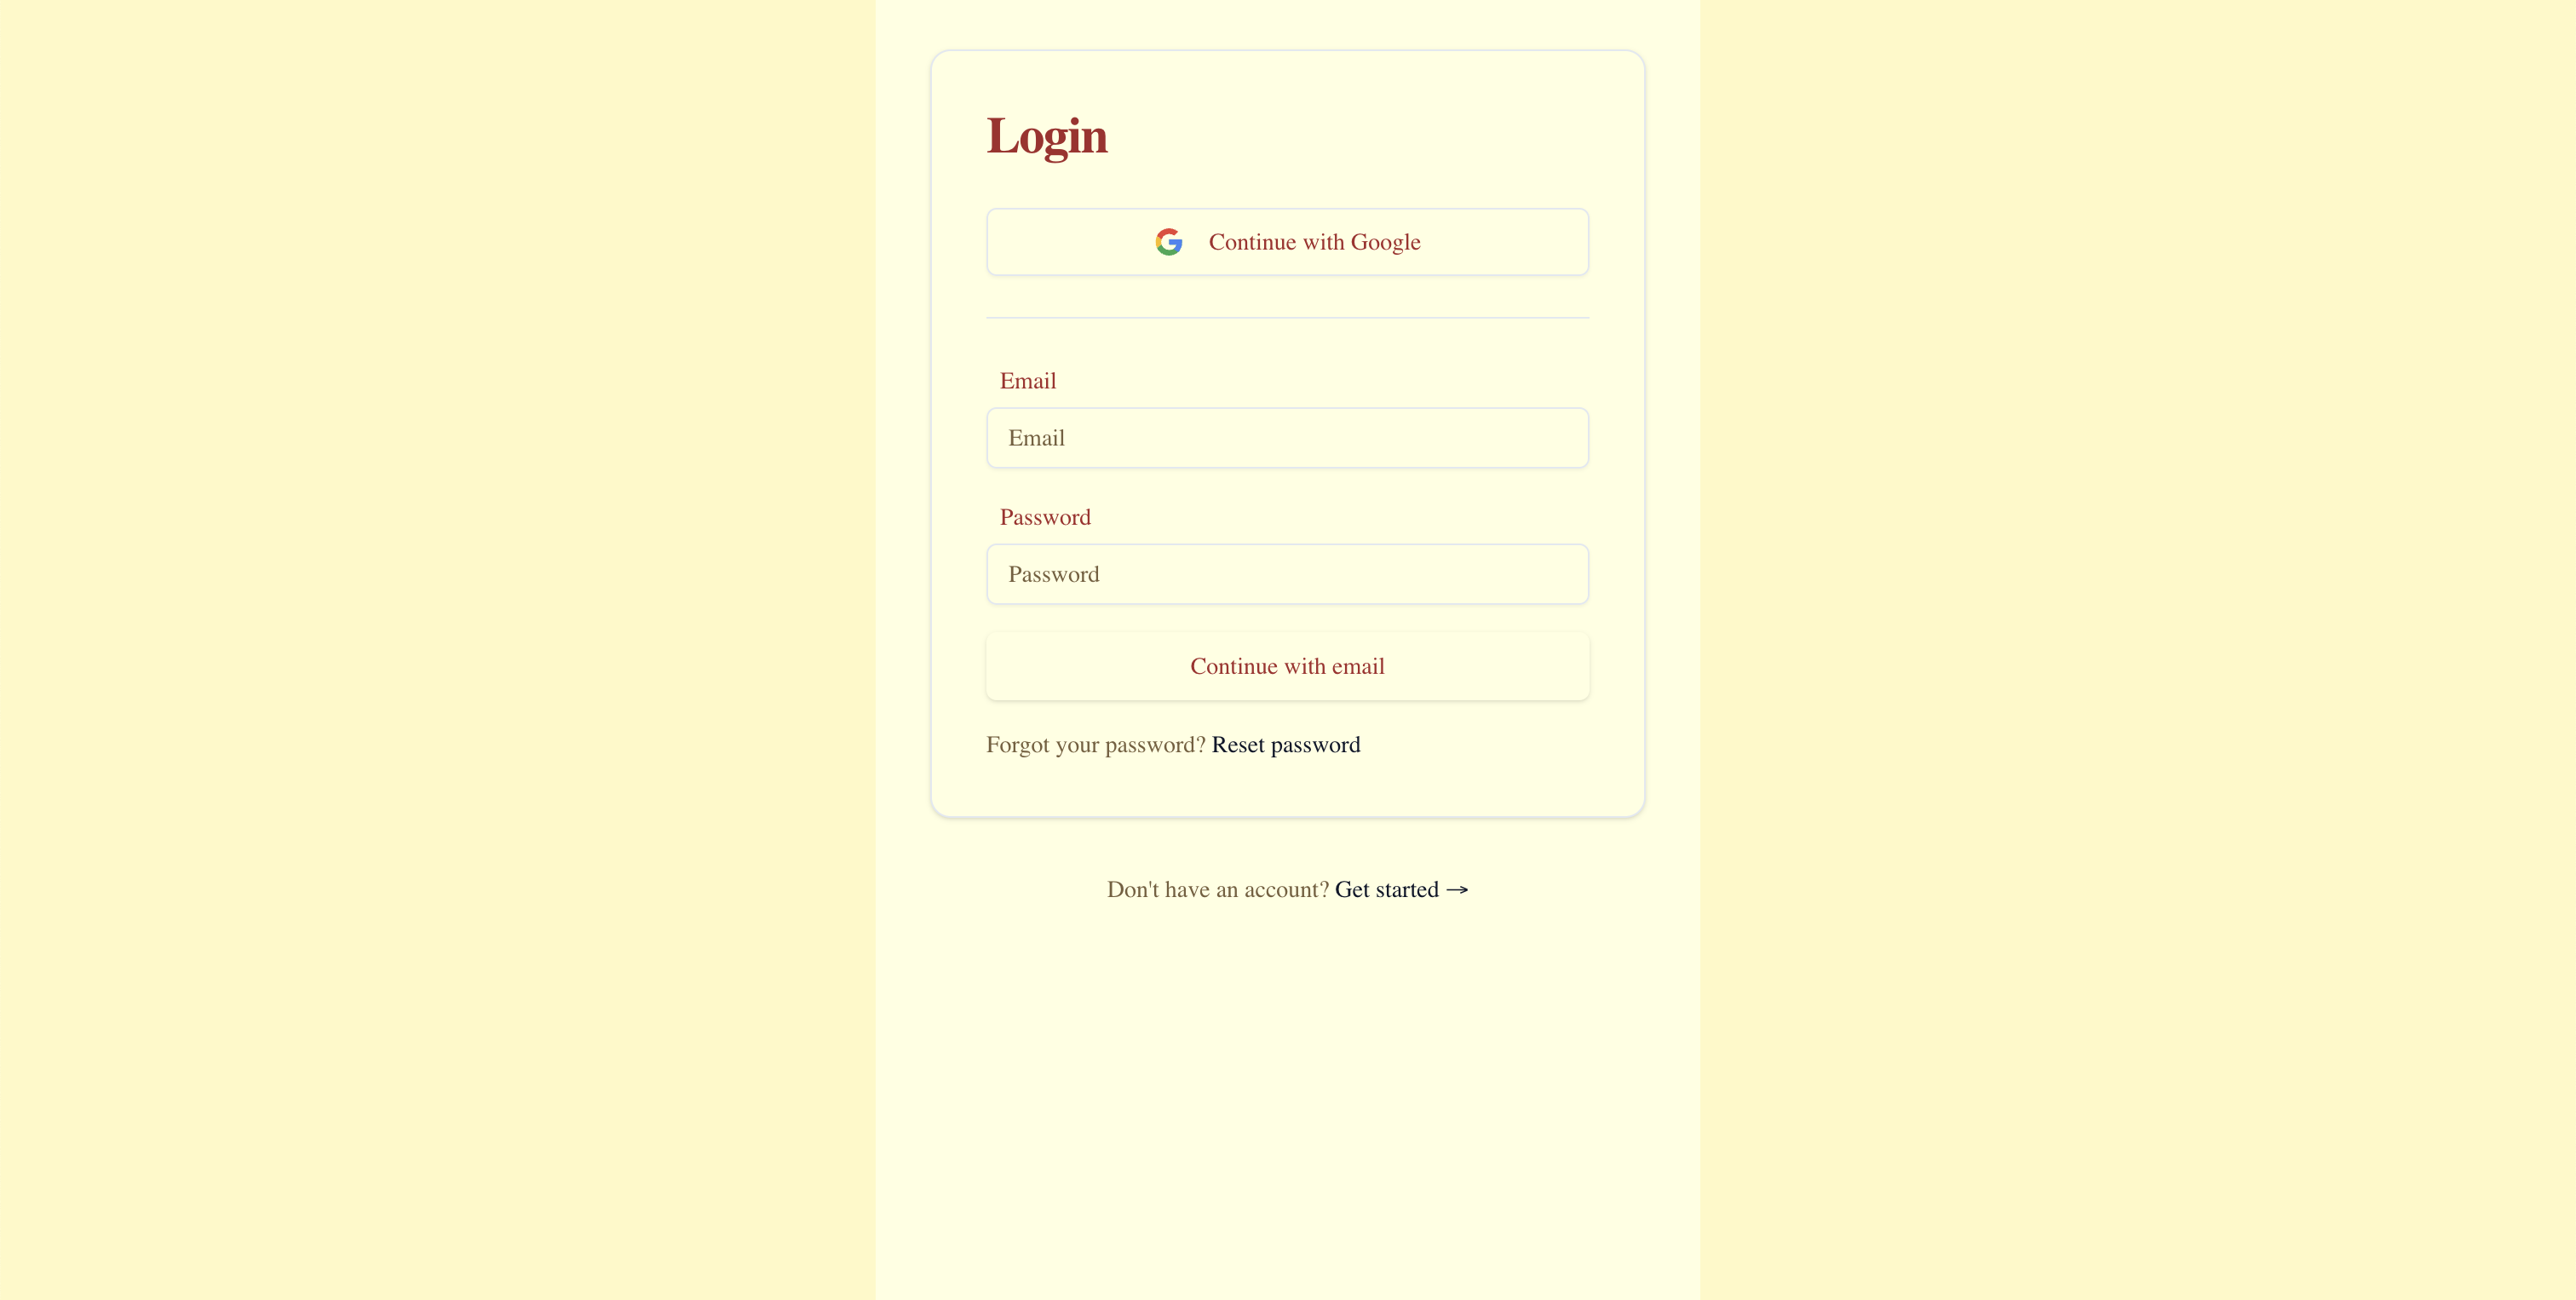 Login
Continue with Google
Email
Email
Password
Password
Continue with email
Forgot your password? Reset password
Don't have an account? Get started →